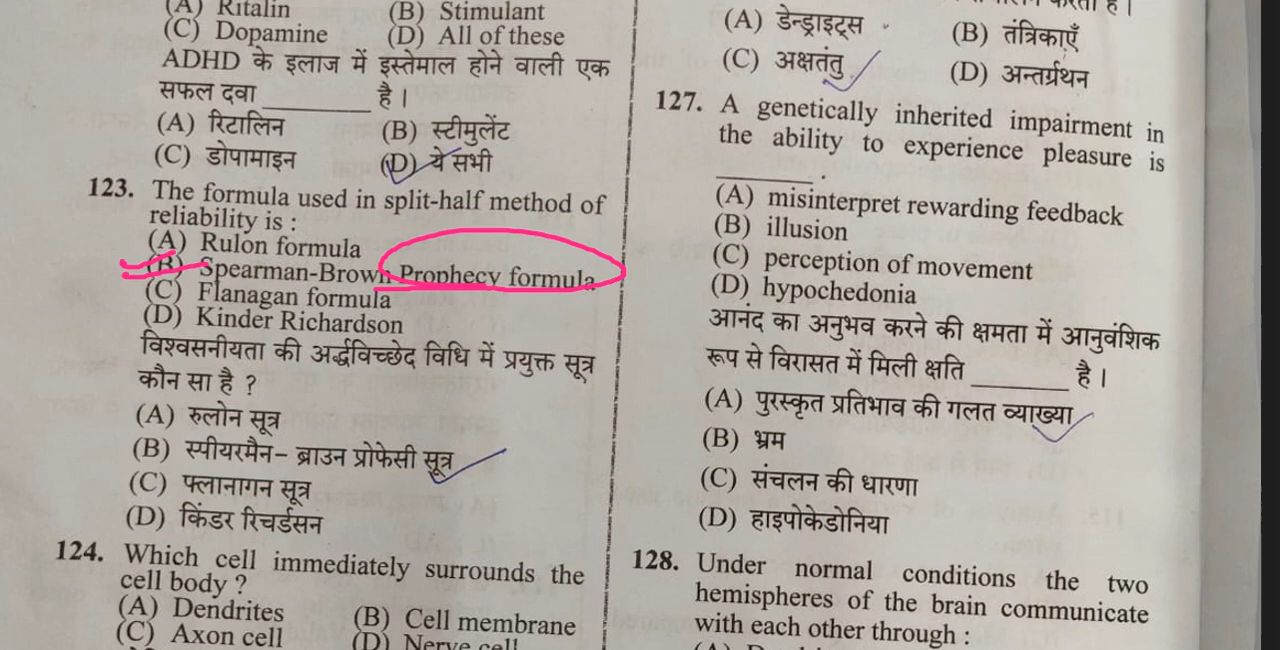 (A) Ritalin (B) Stimulant
(C) Dopamine (D) All of these
ADHD के इलाज में इस्तेमाल होने वाली एक
सफल दवा ________ है।
(A) रिटालिन (B) स्टीमुलेंट
(C) डोपामाइन (D) ये सभी
123. The formula used in split-half method of
reliability is :
(A) Rulon formula
(B) Spearman-Brown Prophecy formula
(C) Flanagan formula
(D) Kinder Richardson
विश्वसनीयता की अर्द्धविच्छेद विधि में प्रयुक्त सूत्र
कौन सा है ?
(A) रुलोन सूत्र
(B) स्पीयरमैन- ब्राउन प्रोफेसी सूत्र
(C) फ्लानागन सूत्र
(D) किंडर रिचर्डसन
124. Which cell immediately surrounds the
cell body ?
(A) Dendrites (B) Cell membrane
(C) Axon cell (D) Nerve cell
(A) डेन्ड्राइट्स (B) तंत्रिकाएँ
(C) अक्षतंतु (D) अन्तर्ग्रथन
127. A genetically inherited impairment in
the ability to experience pleasure is
________ .
(A) misinterpret rewarding feedback
(B) illusion
(C) perception of movement
(D) hypochedonia
आनंद का अनुभव करने की क्षमता में आनुवंशिक
रूप से विरासत में मिली क्षति ________ है।
(A) पुरस्कृत प्रतिभाव की गलत व्याख्या
(B) भ्रम
(C) संचलन की धारणा
(D) हाइपोकेडोनिया
128. Under normal conditions the two
hemispheres of the brain communicate
with each other through :